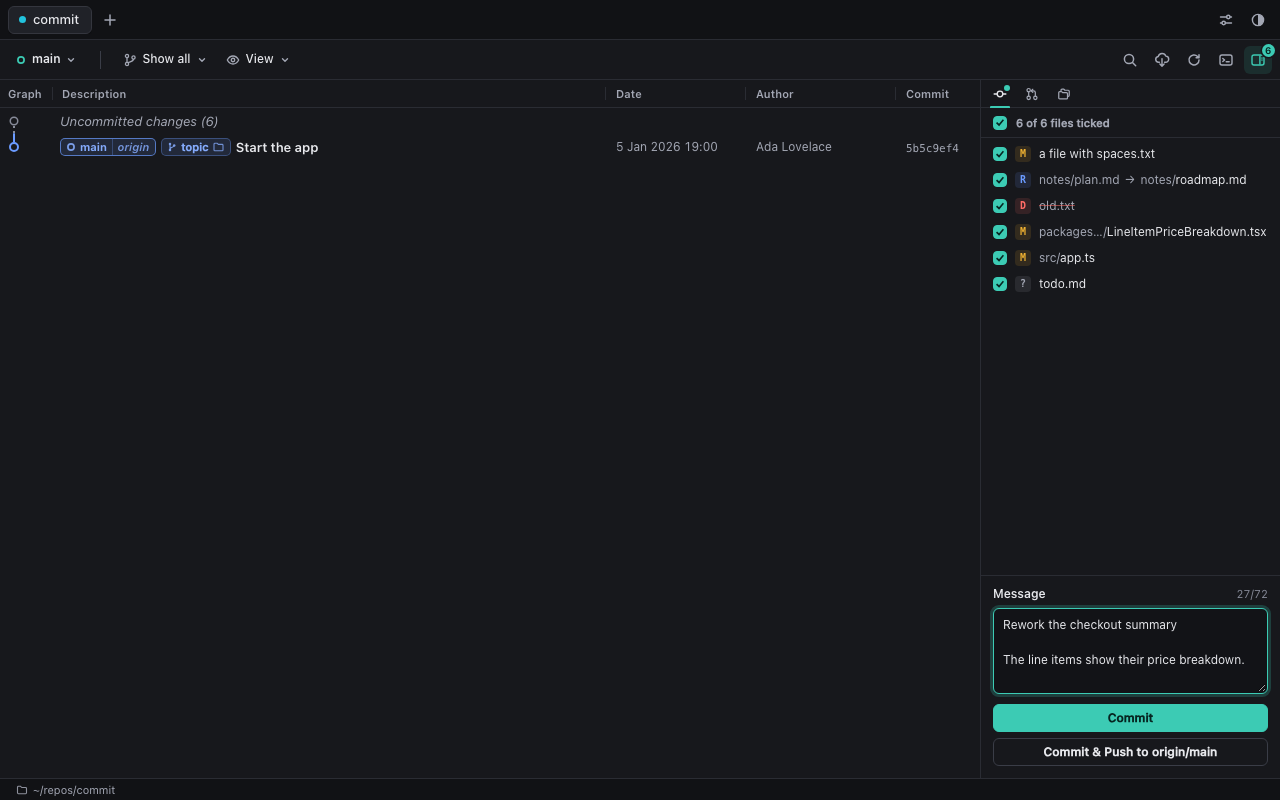 commit
main
Show all
View
6
Graph
Description
Date
Author
Commit
Uncommitted changes (6)
main origin topic Start the app
5 Jan 2026 19:00
Ada Lovelace
5b5c9ef4
6 of 6 files ticked
M a file with spaces.txt
R notes/plan.md → notes/roadmap.md
D old.txt
M packages…/LineItemPriceBreakdown.tsx
M src/app.ts
? todo.md
Message 27/72
Rework the checkout summary
The line items show their price breakdown.
Commit
Commit & Push to origin/main
~/repos/commit